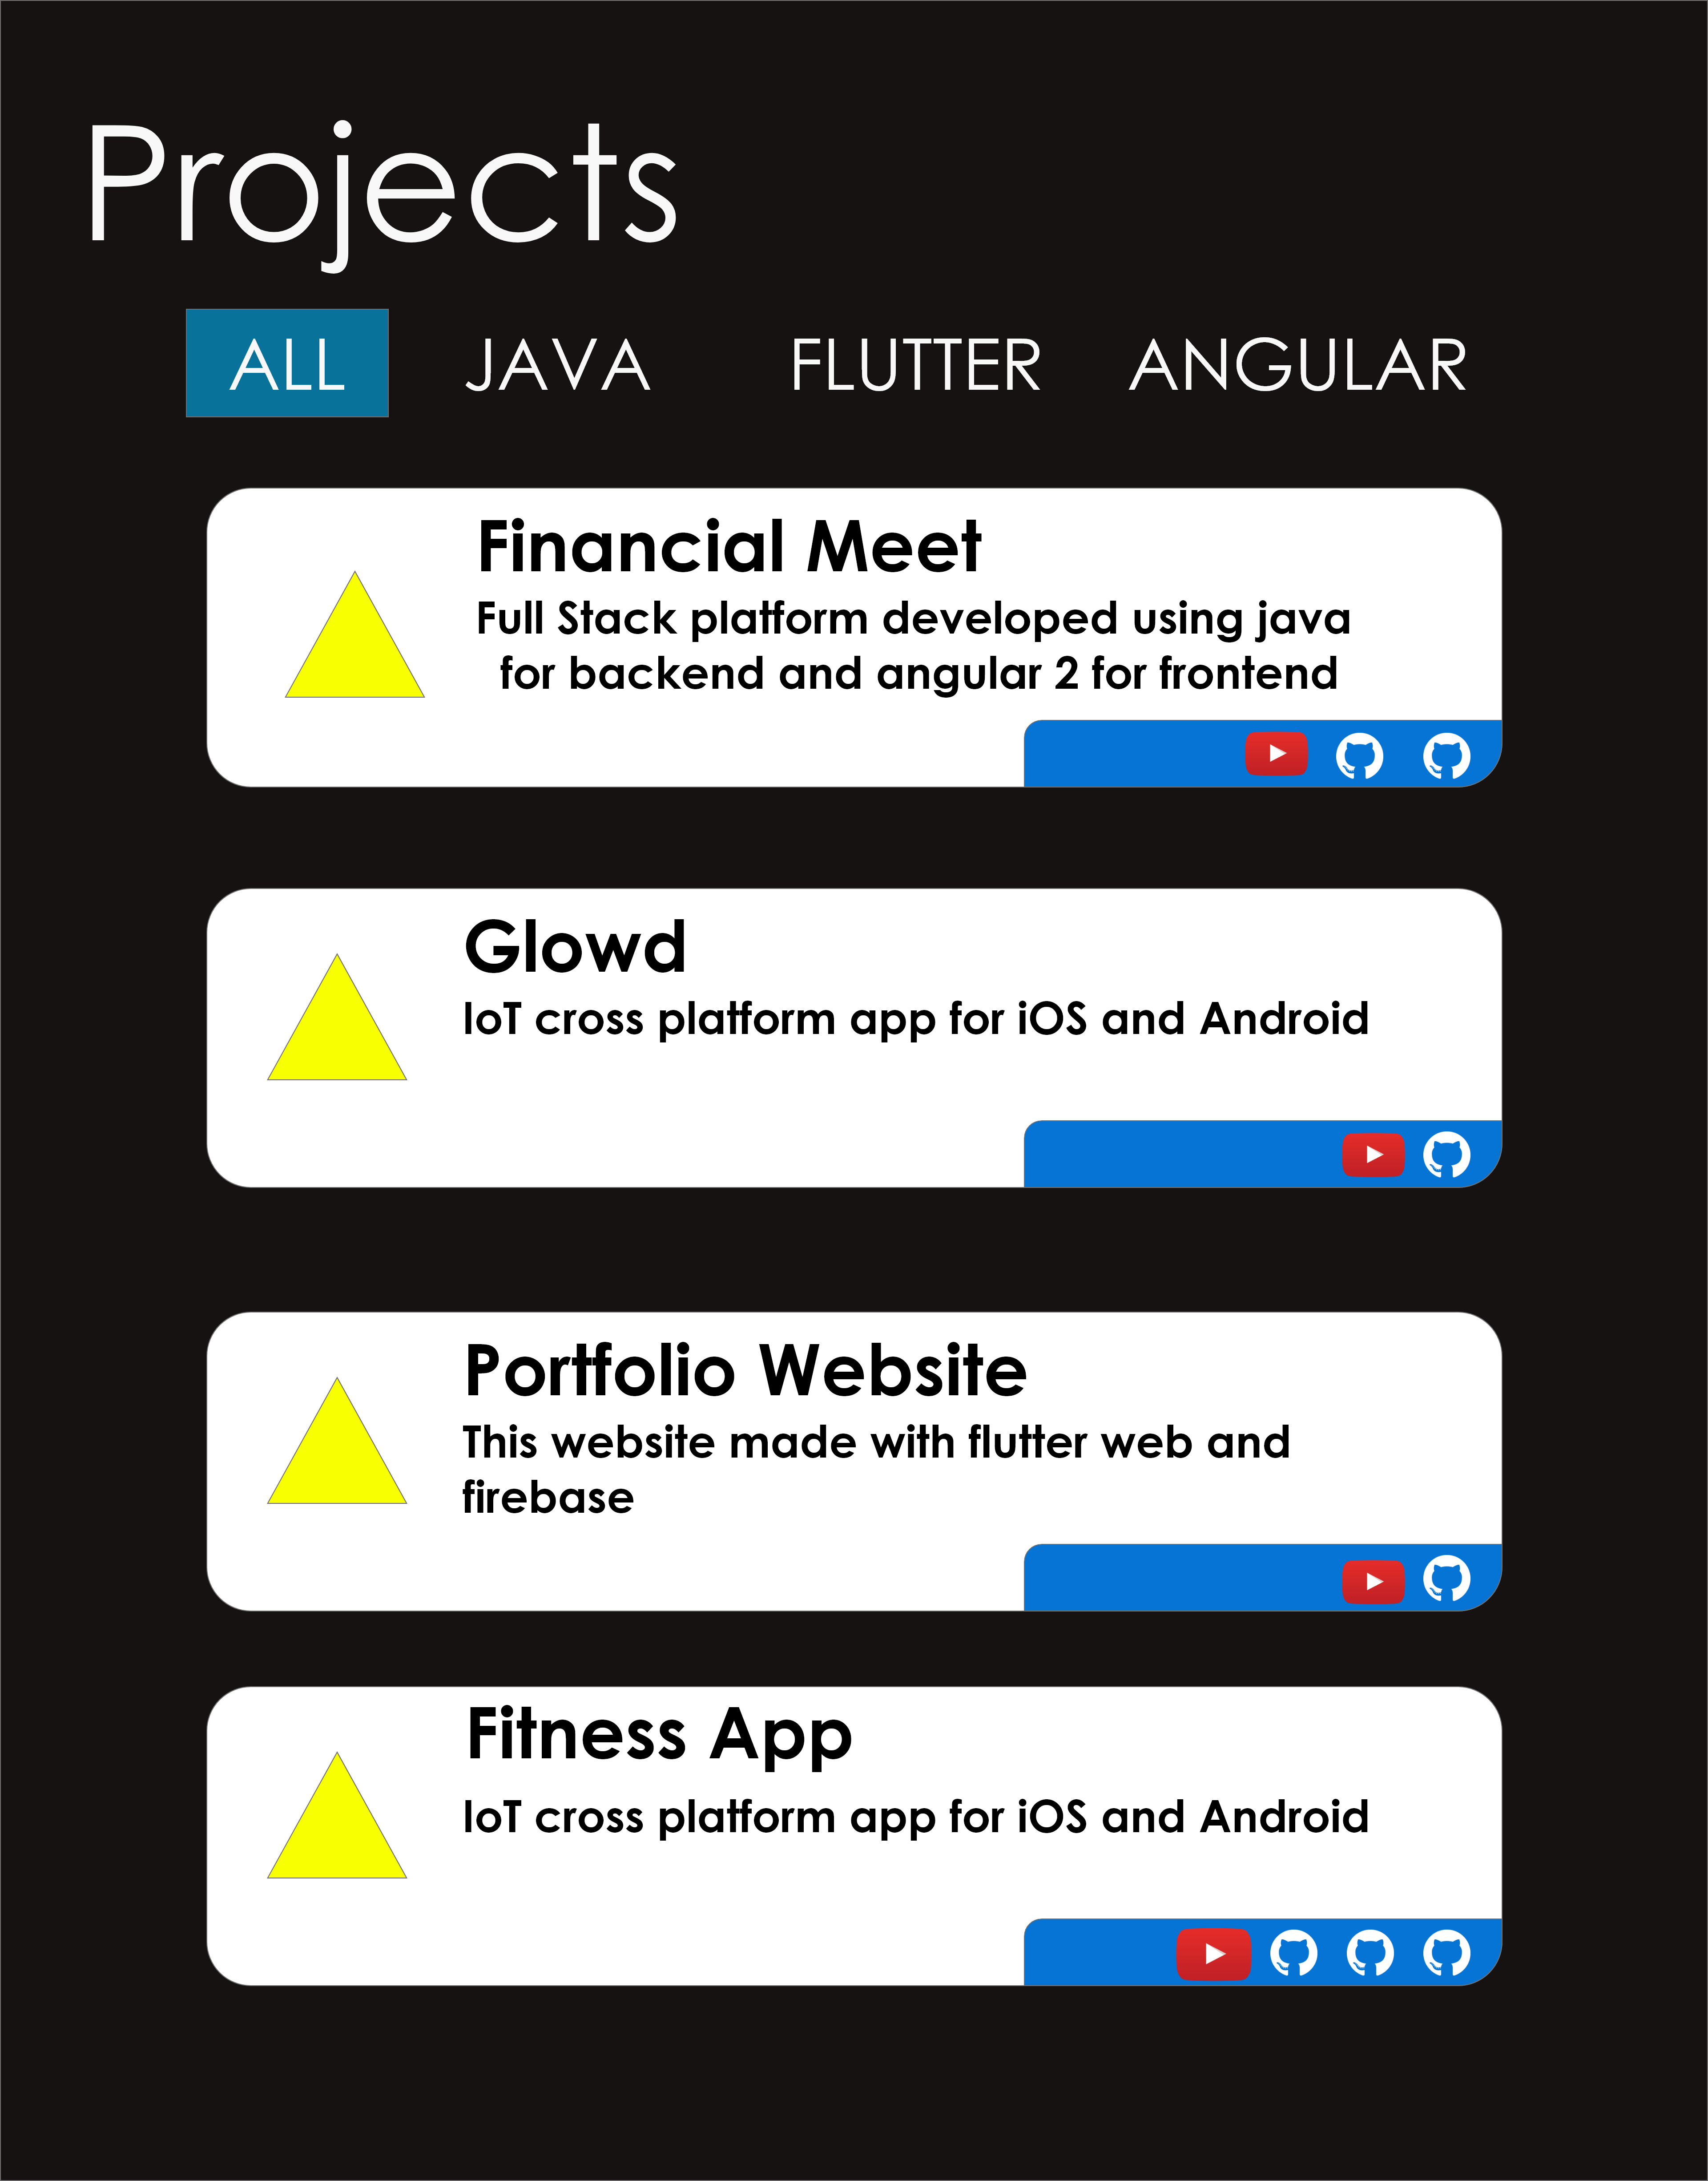 Projects
ALL JAVA FLUTTER ANGULAR
Financial Meet
Full Stack platform developed using java
for backend and angular 2 for frontend
Glowd
IoT cross platform app for iOS and Android
Portfolio Website
This website made with flutter web and
firebase
Fitness App
IoT cross platform app for iOS and Android